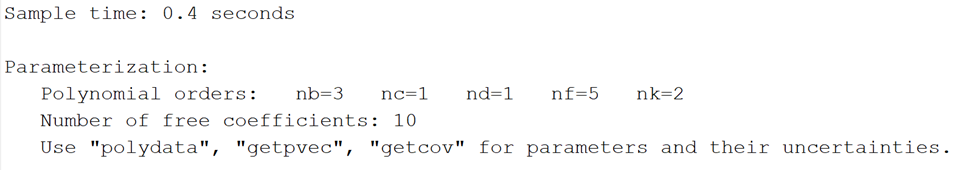 Sample time: 0.4 seconds
Parameterization:
Polynomial orders: nb=3 nc=1 nd=1 nf=5 nk=2
Number of free coefficients: 10
Use "polydata", "getpvec", "getcov" for parameters and their uncertainties.